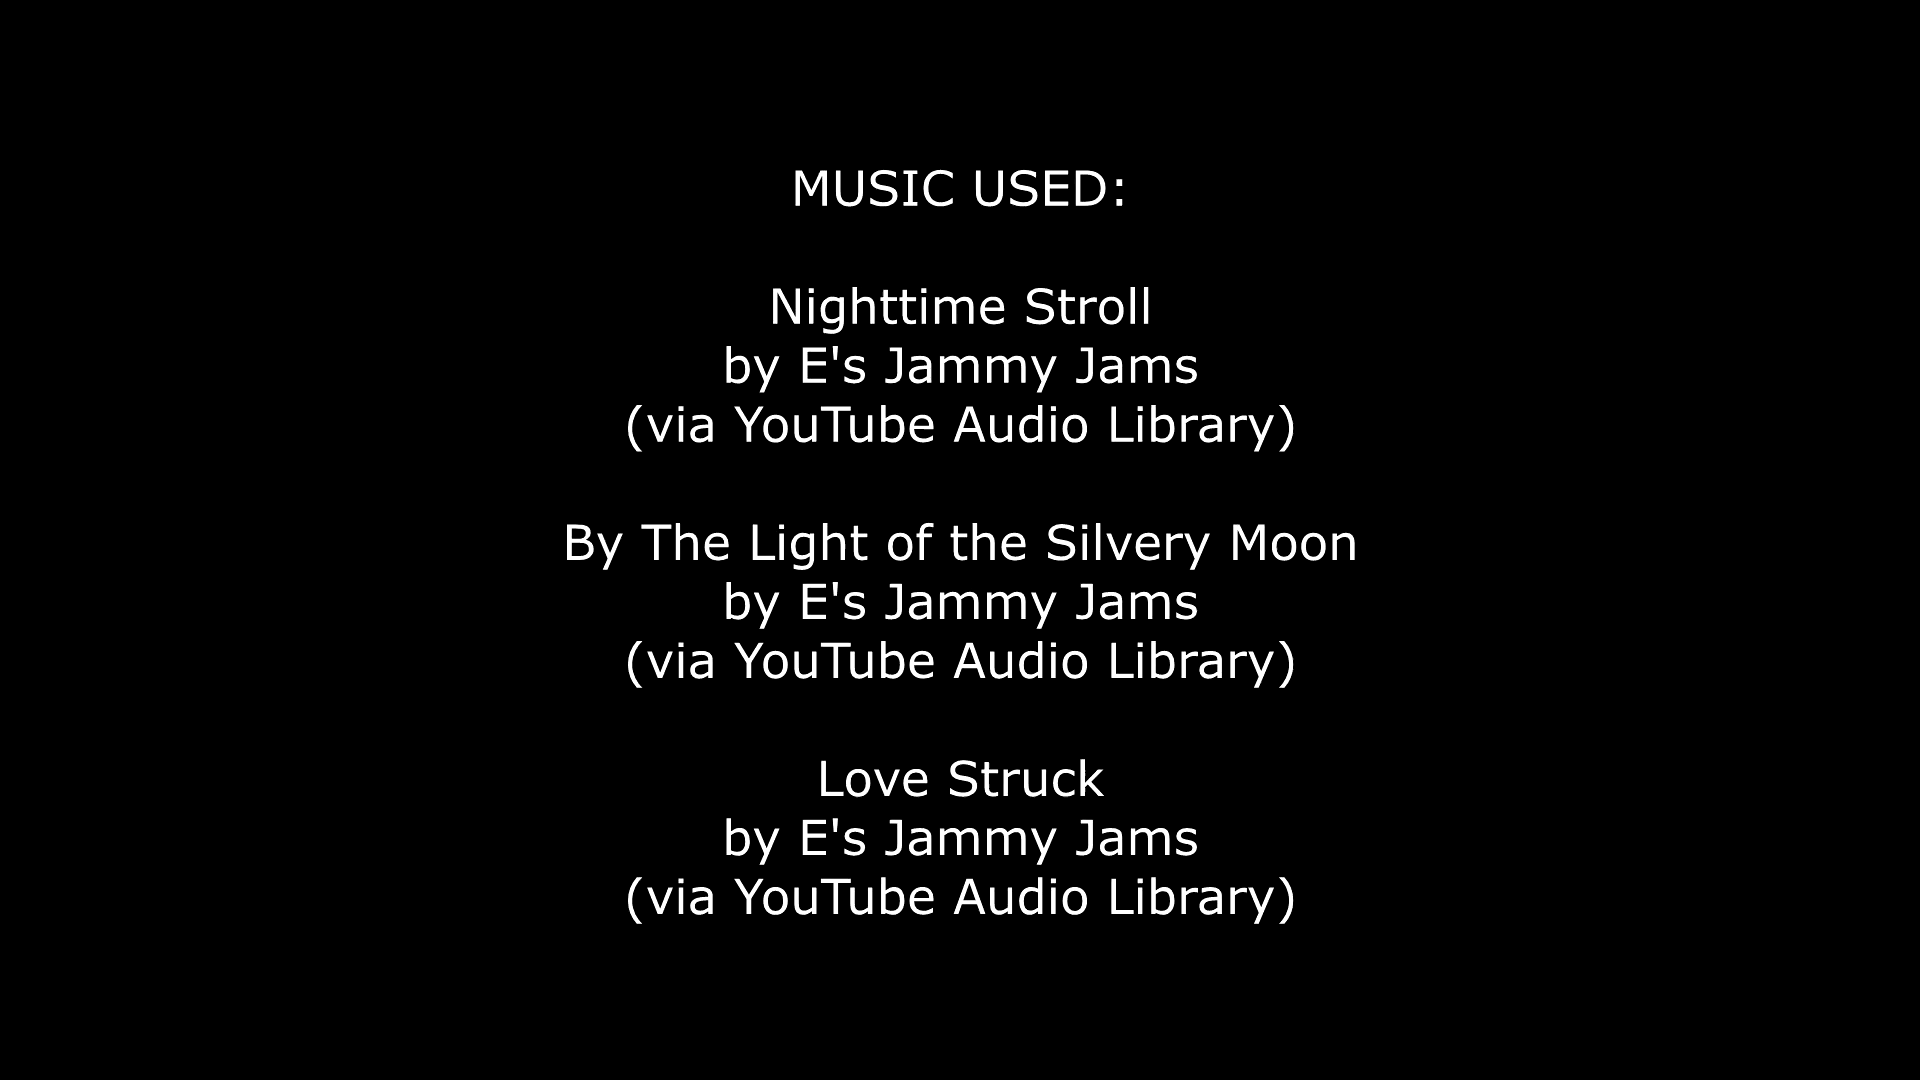 MUSIC USED:
Nighttime Stroll
by E's Jammy Jams
(via YouTube Audio Library)
By The Light of the Silvery Moon
by E's Jammy Jams
(via YouTube Audio Library)
Love Struck
by E's Jammy Jams
(via YouTube Audio Library)